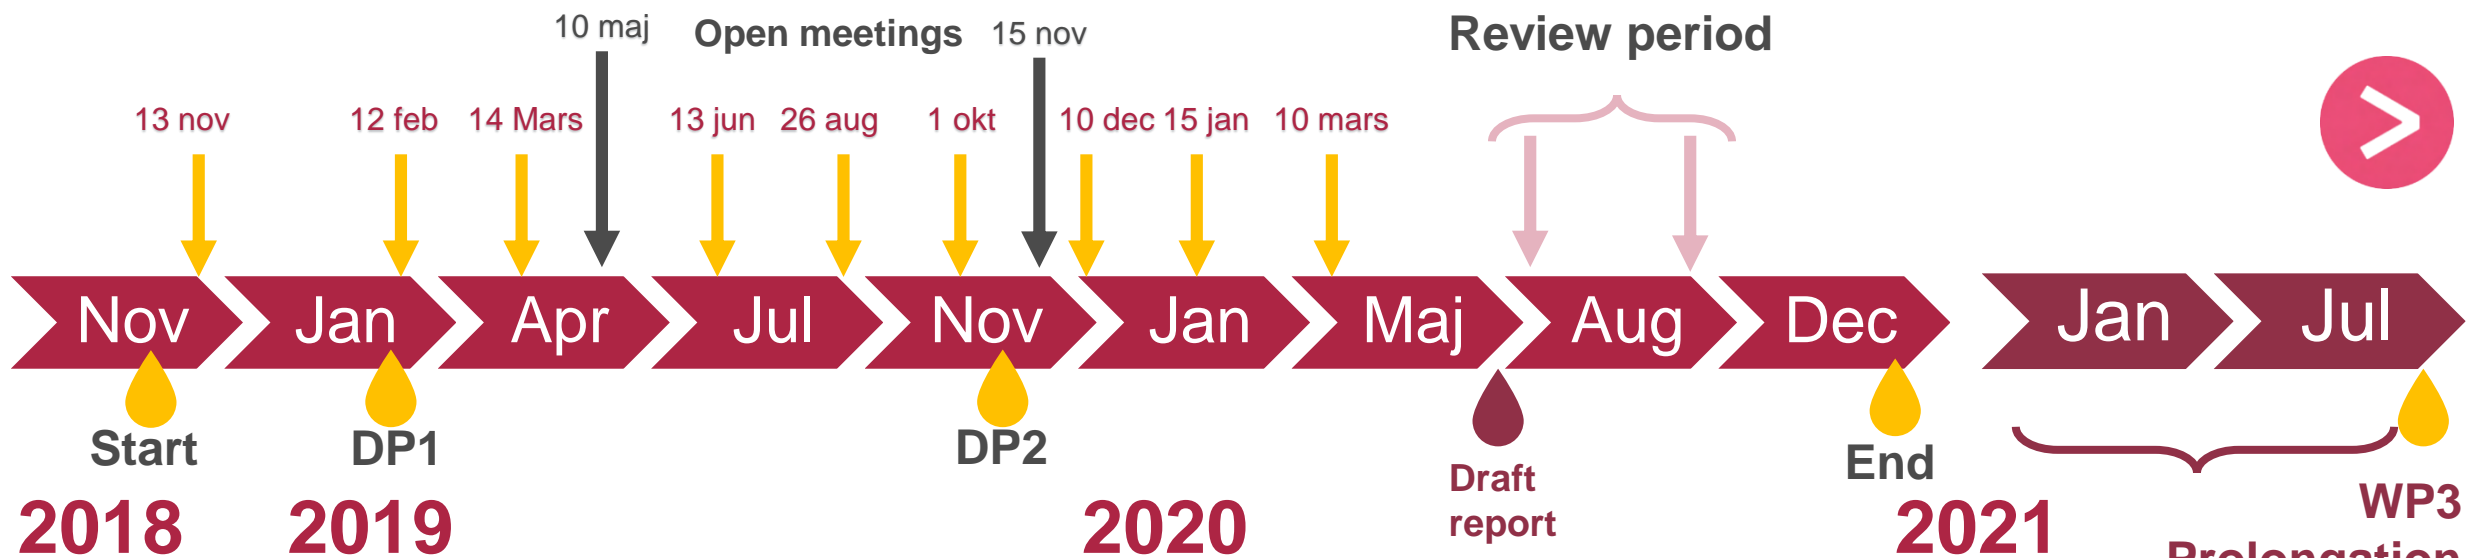 10 maj
Open meetings
15 nov
Review period
13 nov
12 feb
14 Mars
13 jun
26 aug
1 okt
10 dec
15 jan
10 mars
Nov
Jan
Apr
Jul
Nov
Jan
Maj
Aug
Dec
Jan
Jul
Start
DP1
DP2
Draft
report
End
WP3
Prolongation
2018
2019
2020
2021